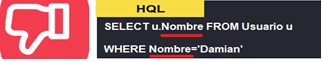 HQL
SELECT u.Nombre FROM Usuario u
WHERE Nombre='Damian'